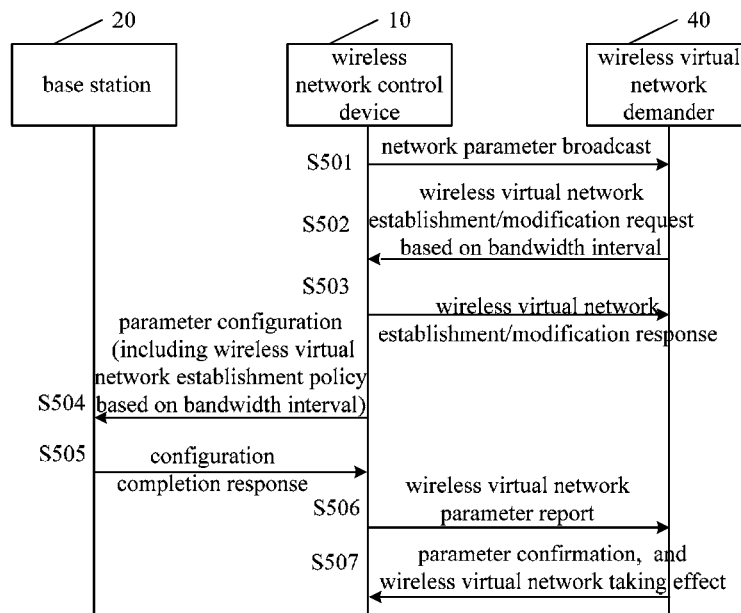 20
10
40
base station
wireless
network control
device
wireless virtual
network
demander
S501
network parameter broadcast
wireless virtual network
S502
establishment/modification request
based on bandwidth interval
S503
wireless virtual network
establishment/modification response
parameter configuration
(including wireless virtual
network establishment policy
S504
based on bandwidth interval)
S505
configuration
completion response
S506
wireless virtual network
parameter report
S507
parameter confirmation, and
wireless virtual network taking effect